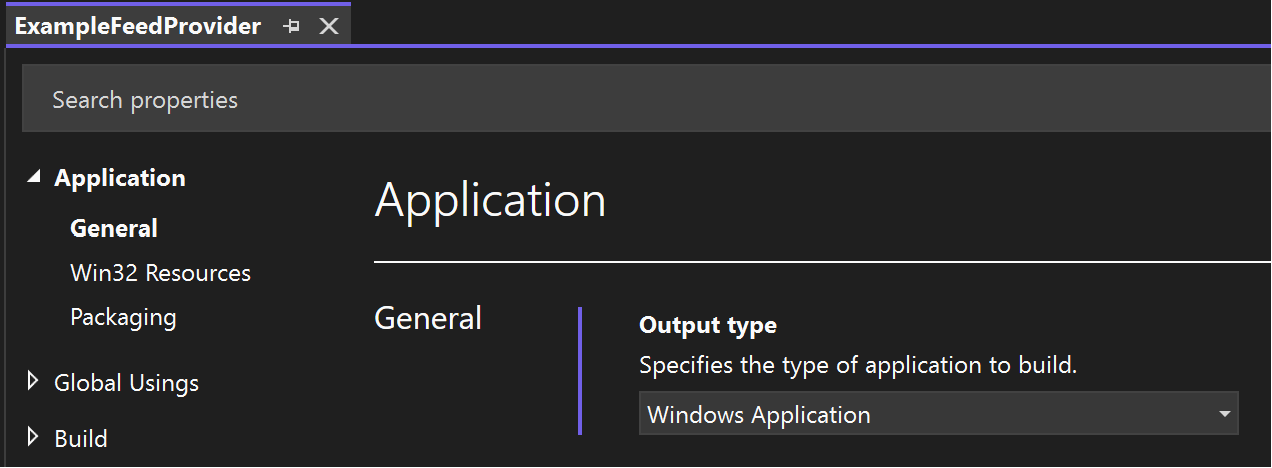 ExampleFeedProvider
Search properties
Application
General
Win32 Resources
Packaging
Global Usings
Build
Application
General
Output type
Specifies the type of application to build.
Windows Application